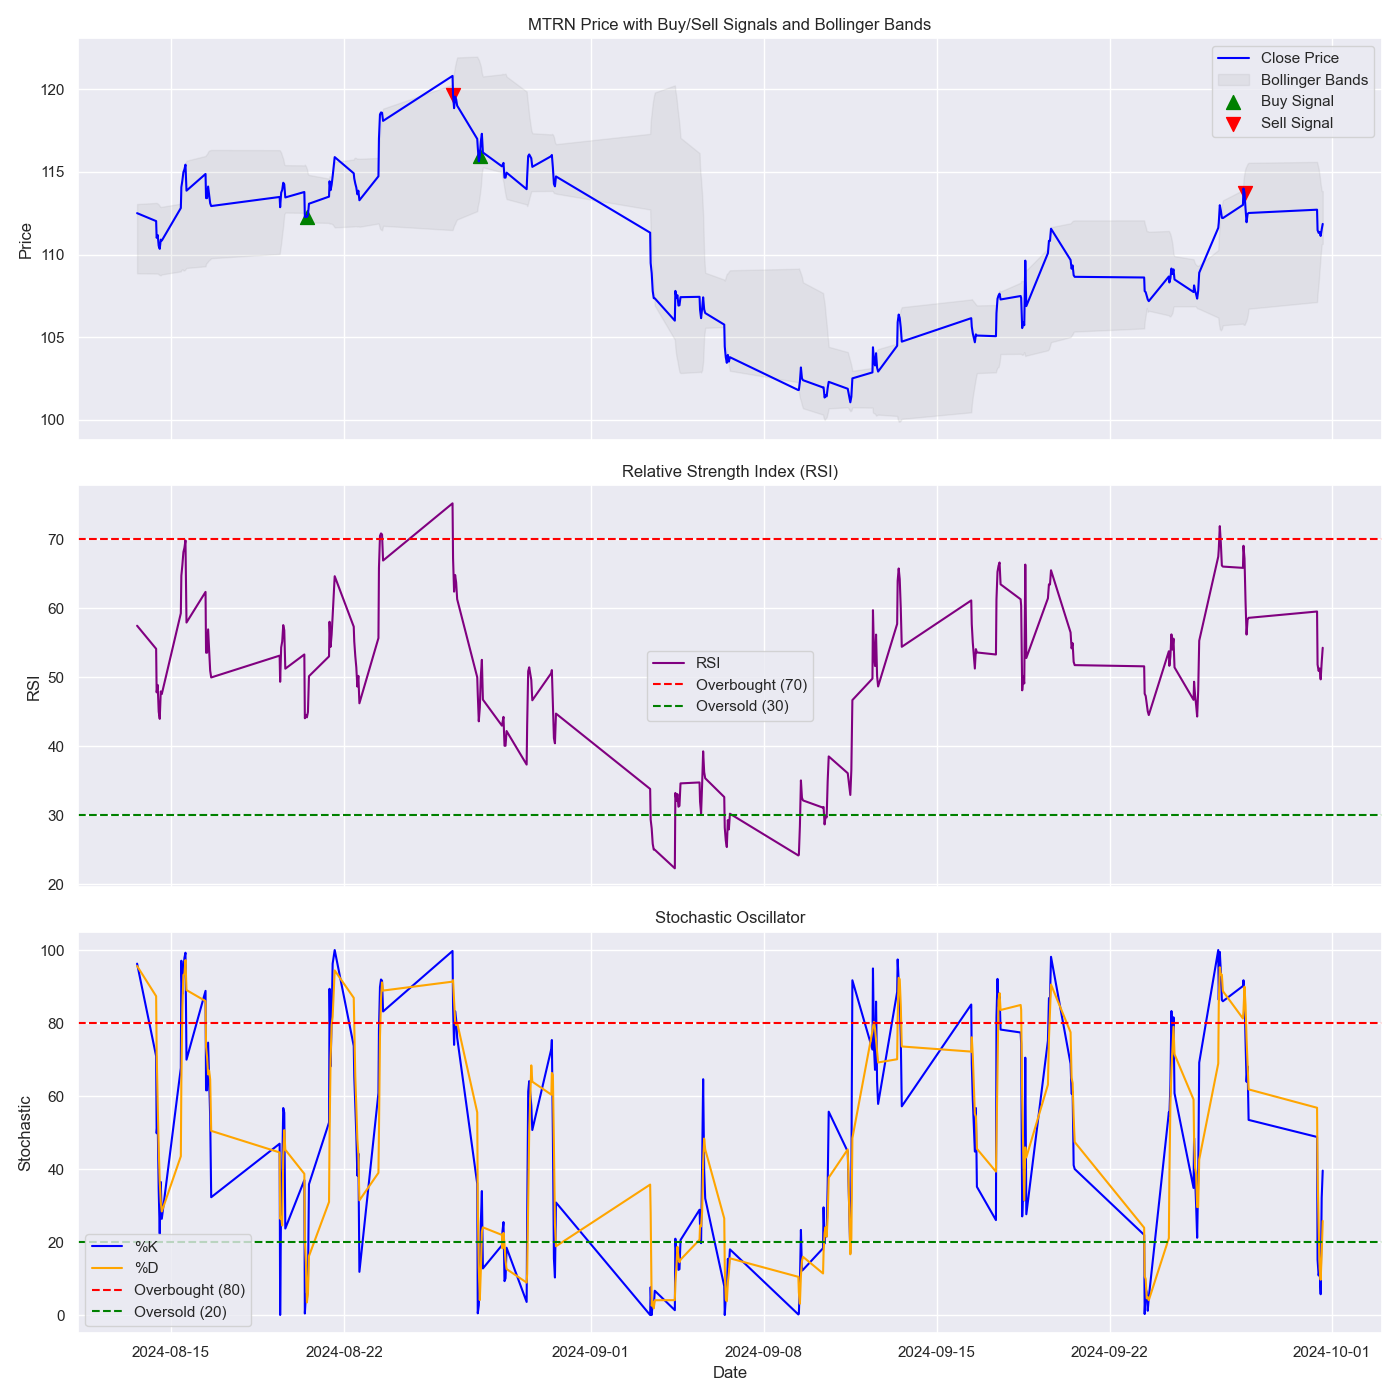 MTRN Price with Buy/Sell Signals and Bollinger Bands
Close Price
Bollinger Bands
Buy Signal
Sell Signal
120
115
110
105
100
Price
Relative Strength Index (RSI)
RSI
Overbought (70)
Oversold (30)
70
60
50
40
30
20
RSI
Stochastic Oscillator
100
80
60
40
20
0
Stochastic
%K
%D
Overbought (80)
Oversold (20)
2024-08-15
2024-08-22
2024-09-01
2024-09-08
2024-09-15
2024-09-22
2024-10-01
Date